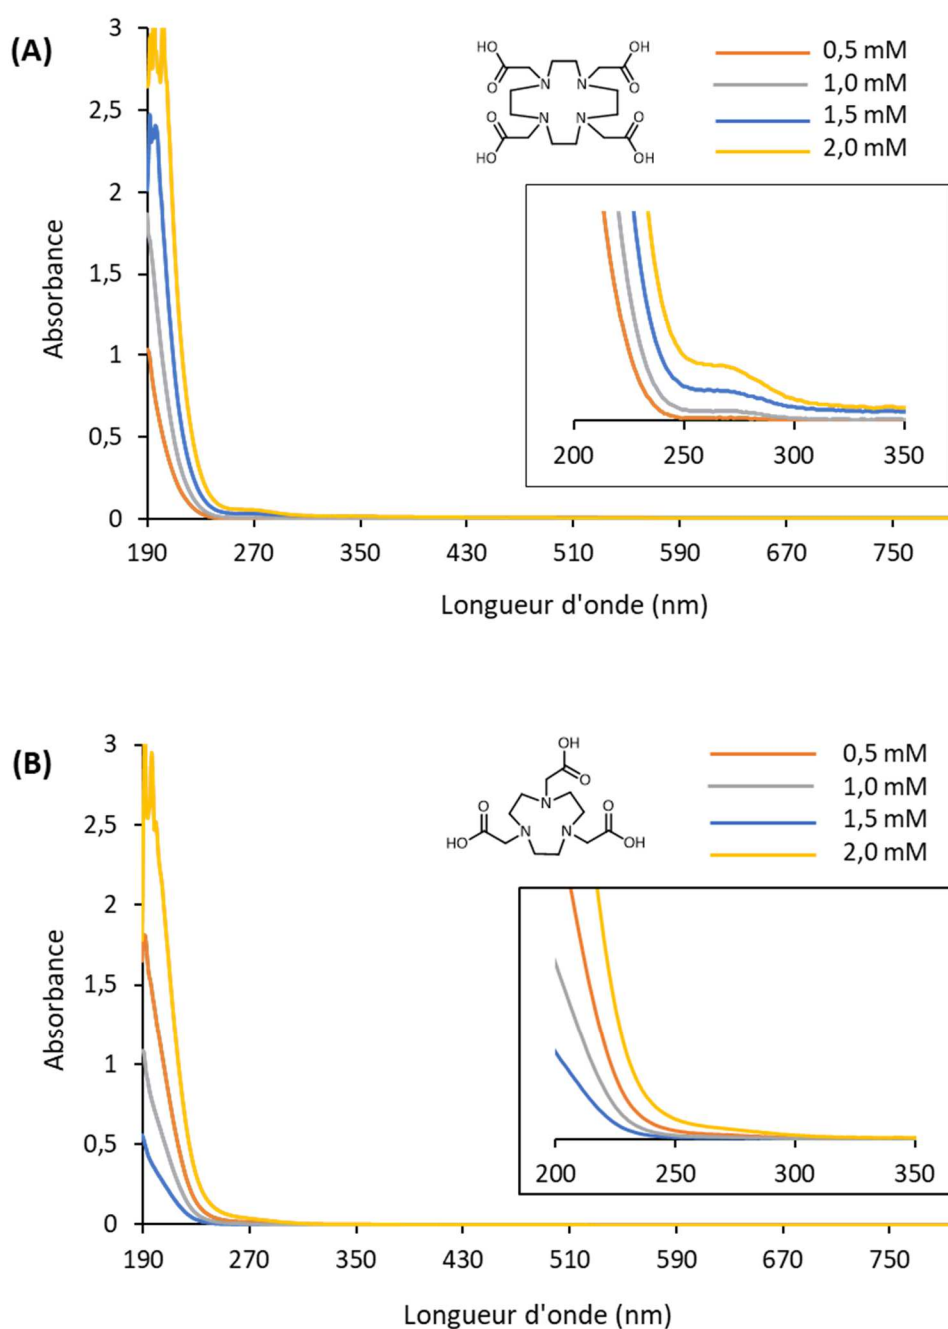 (A)
3
2,5
2
1,5
1
0,5
0
Absorbance
190 270 350 430 510 590 670 750
Longueur d'onde (nm)
HO
O
N
N
OH
O
HO
O
N
N
O
OH
0,5 mM
1,0 mM
1,5 mM
2,0 mM
200 250 300 350
(B)
3
2,5
2
1,5
1
0,5
0
Absorbance
190 270 350 430 510 590 670 750
Longueur d'onde (nm)
OH
O
N
O
HO
N
N
O
OH
0,5 mM
1,0 mM
1,5 mM
2,0 mM
200 250 300 350